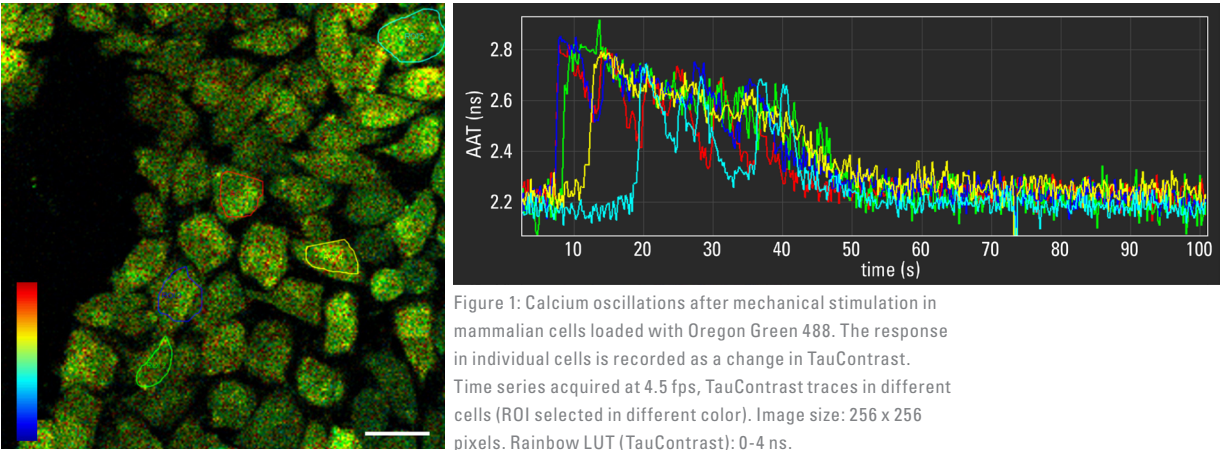 2.8
2.6
2.4
2.2
AAT (ns)
10 20 30 40 50 60 70 80 90 100
time (s)
Figure 1: Calcium oscillations after mechanical stimulation in
mammalian cells loaded with Oregon Green 488. The response
in individual cells is recorded as a change in TauContrast.
Time series acquired at 4.5 fps, TauContrast traces in different
cells (ROI selected in different color). Image size: 256 x 256
pixels. Rainbow LUT (TauContrast): 0-4 ns.